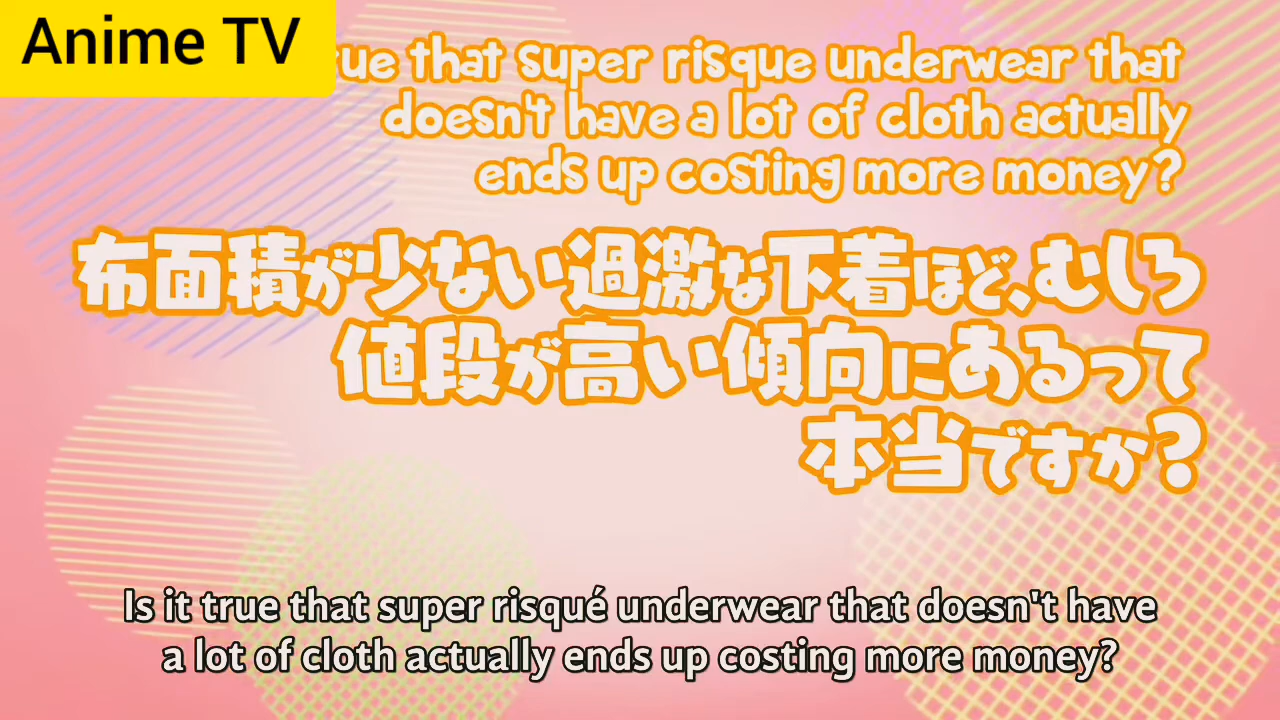 Anime TV
true that super risque underwear that
doesn't have a lot of cloth actually
ends up costing more money?
布面積が少ない過激な下着ほど、むしろ
値段が高い傾向にあるって
本当ですか?
Is it true that super risqué underwear that doesn't have
a lot of cloth actually ends up costing more money?